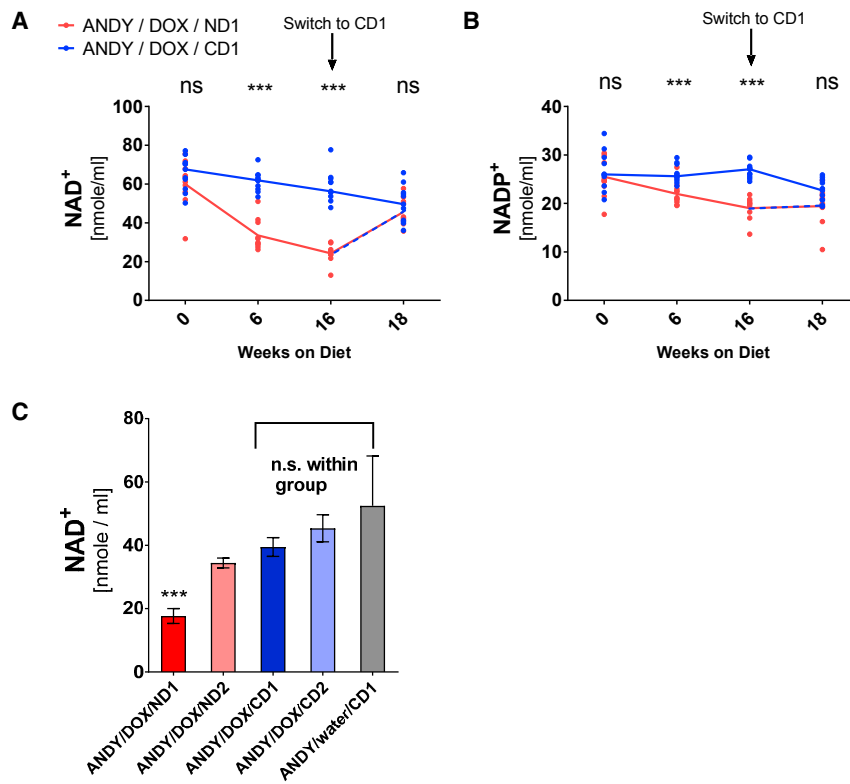 A
ANDY / DOX / ND1
ANDY / DOX / CD1
Switch to CD1
ns *** *** ns
NAD+
[nmole/ml]
100
80
60
40
20
0
0 6 16 18
Weeks on Diet
B
Switch to CD1
ns *** *** ns
NADP+
[nmole/ml]
40
30
20
10
0
0 6 16 18
Weeks on Diet
C
NAD+
[nmole / ml]
80
60
40
20
0
n.s. within
group
***
ANDY/DOX/ND1
ANDY/DOX/ND2
ANDY/DOX/CD1
ANDY/DOX/CD2
ANDY/water/CD1